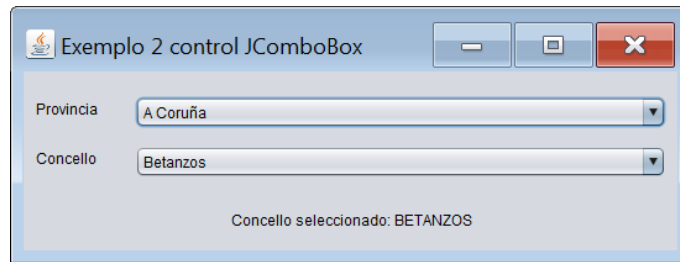 Exemplo 2 control JComboBox
Provincia A Coruña
Concello Betanzos
Concello seleccionado: BETANZOS